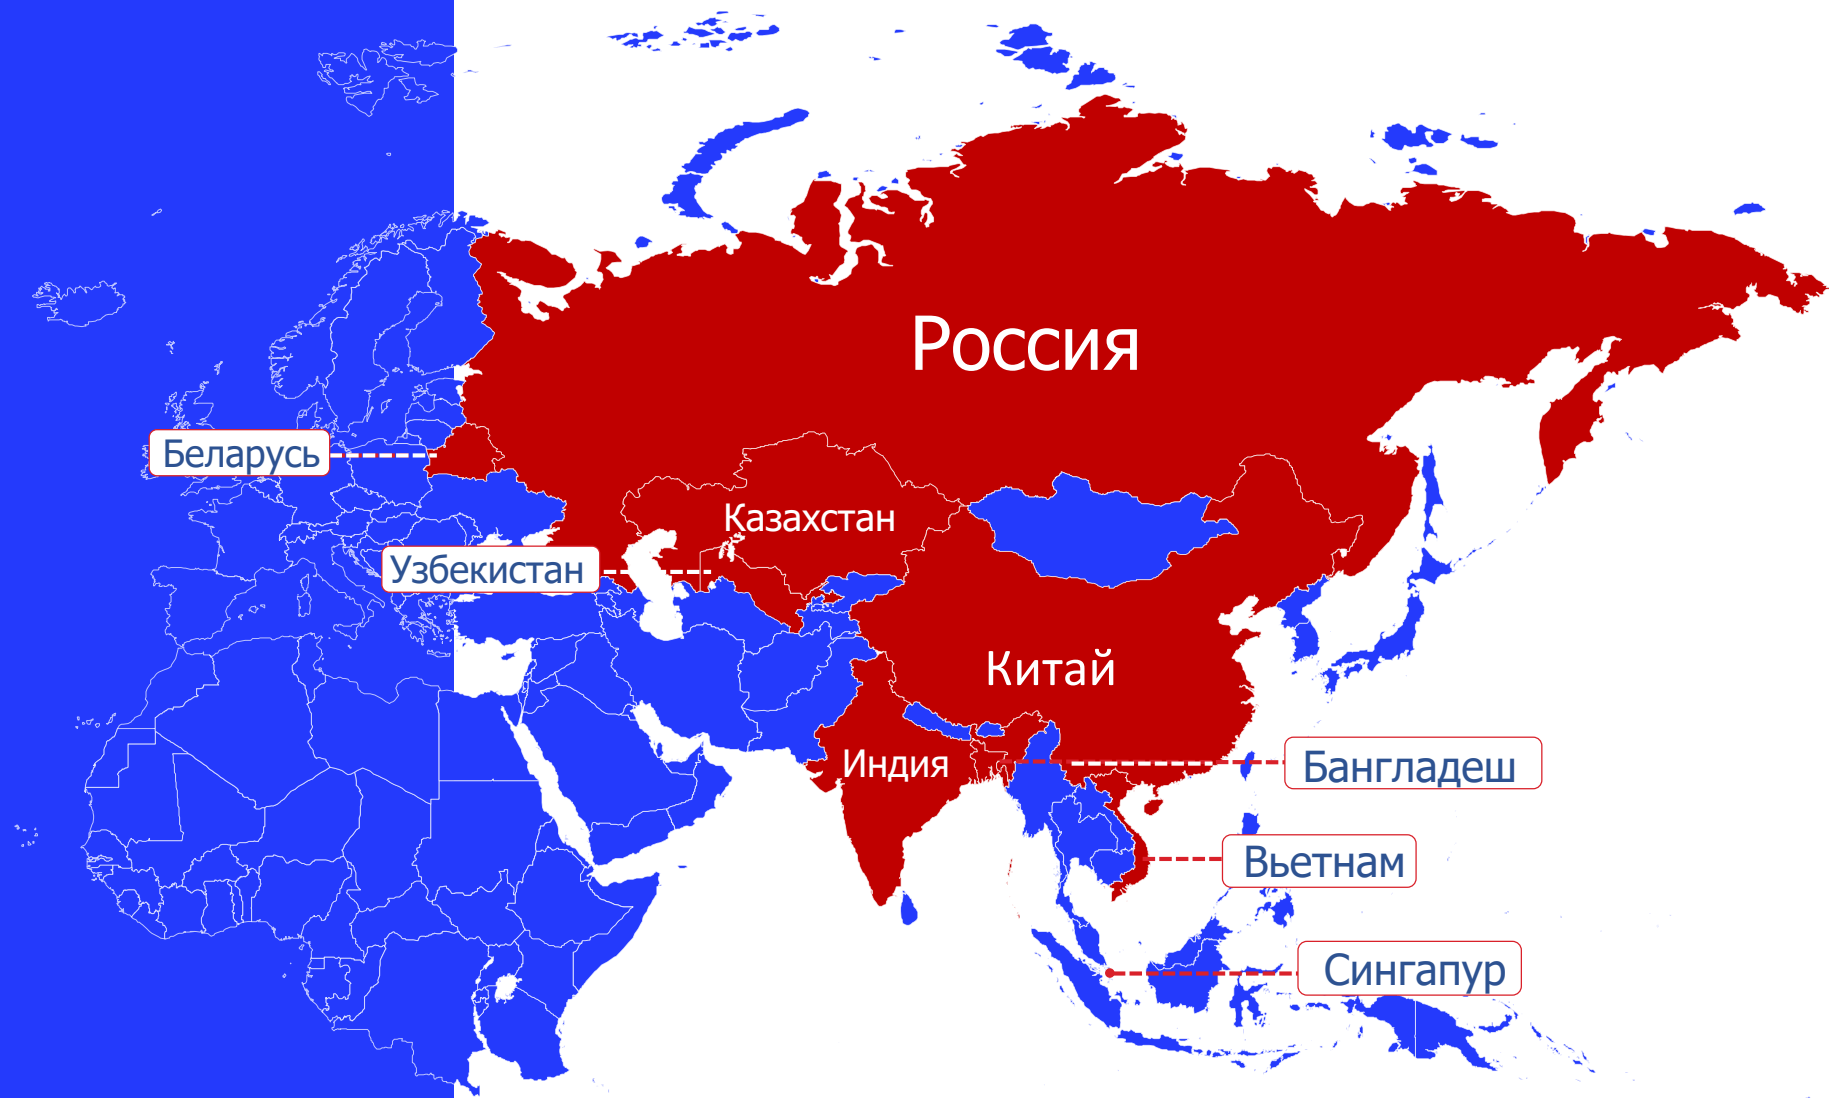 Россия
Беларусь
Казахстан
Узбекистан
Китай
Индия
Бангладеш
Вьетнам
Сингапур